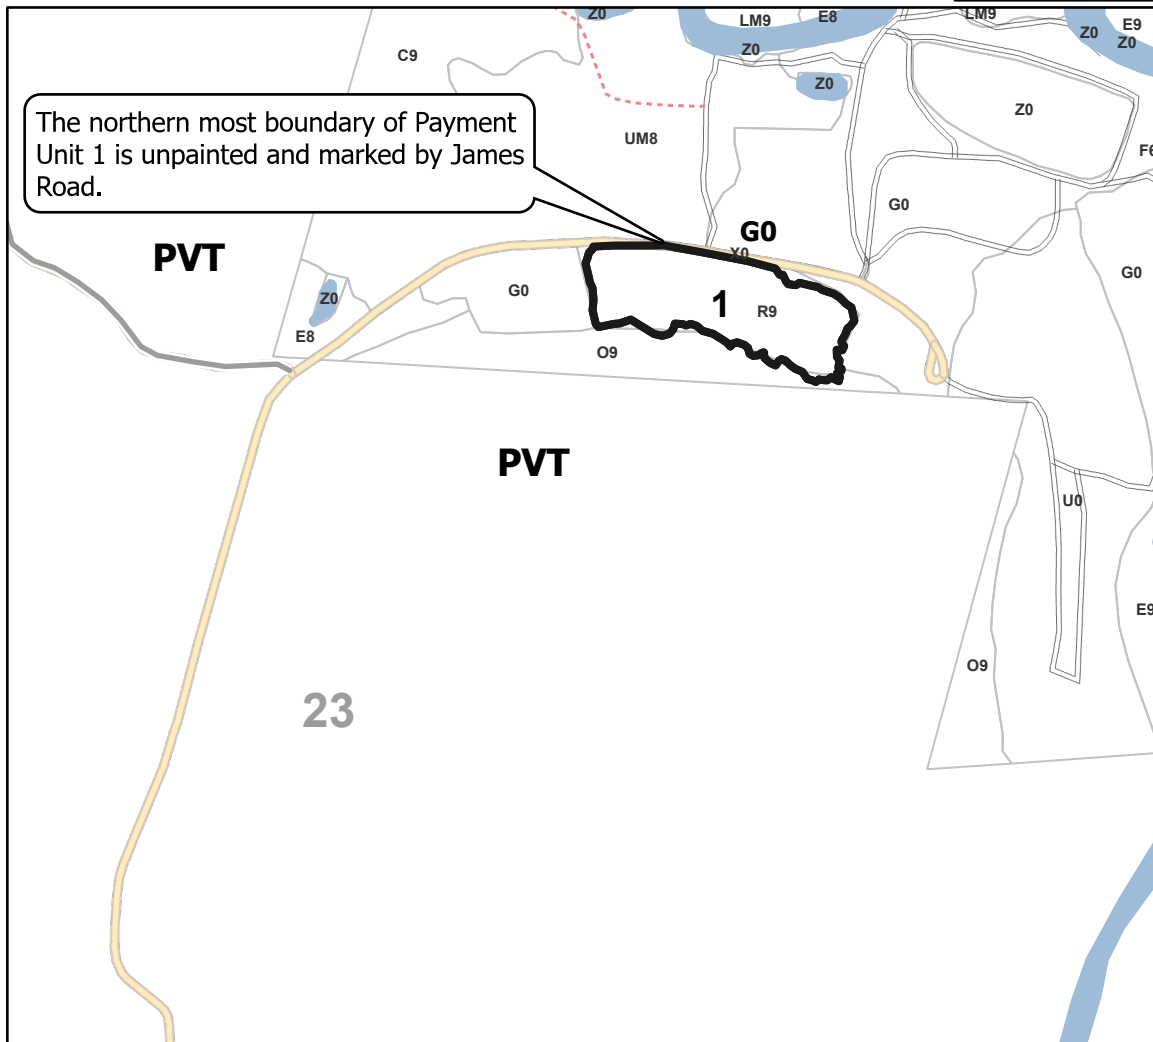 Z0
LM9
E8
LM9
E9
Z0
Z0
Z0
C9
Z0
Z0
The northern most boundary of Payment
Unit 1 is unpainted and marked by James
Road.
UM8
G0
PVT
G0
X0
G0
Z0
G0
1
R9
E8
O9
PVT
U0
E9
O9
23